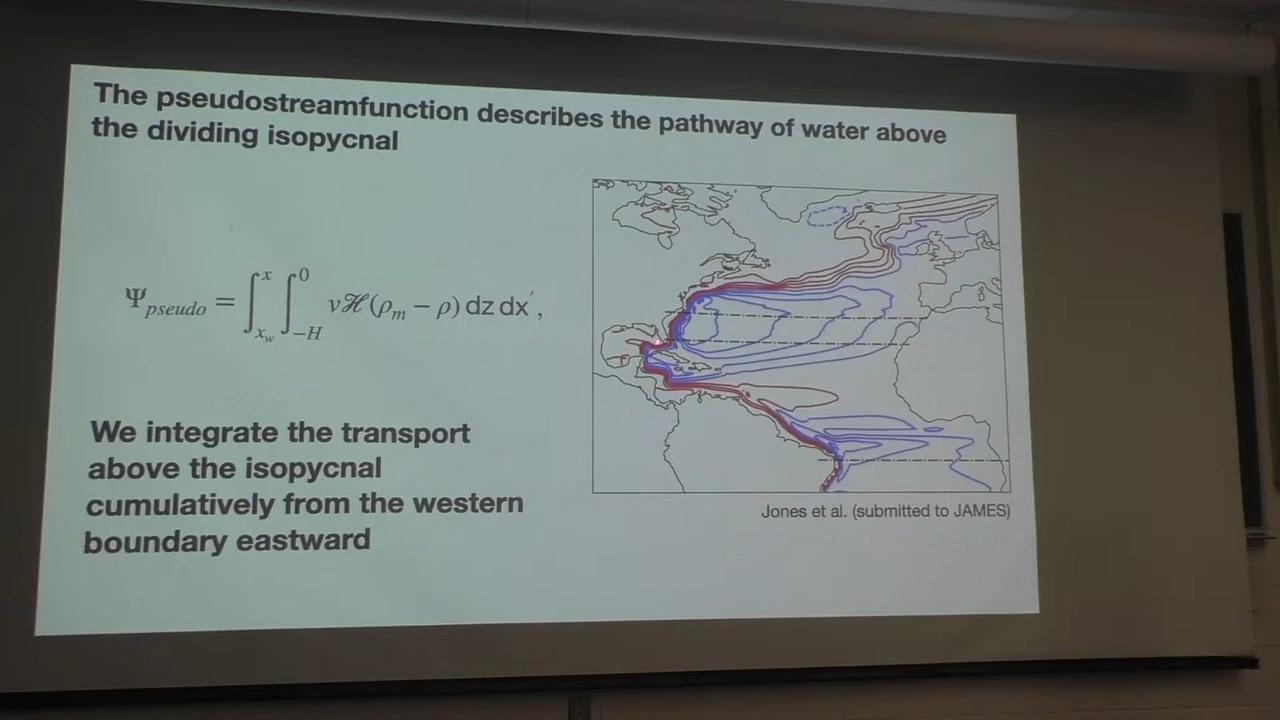 The pseudostreamfunction describes the pathway of water above
the dividing isopycnal
Ψ_pseudo = ∫_{x_w}^{x} ∫_{-H}^{0} vℋ(ρ_m − ρ) dz dx′,
We integrate the transport
above the isopycnal
cumulatively from the western
boundary eastward
Jones et al. (submitted to JAMES)